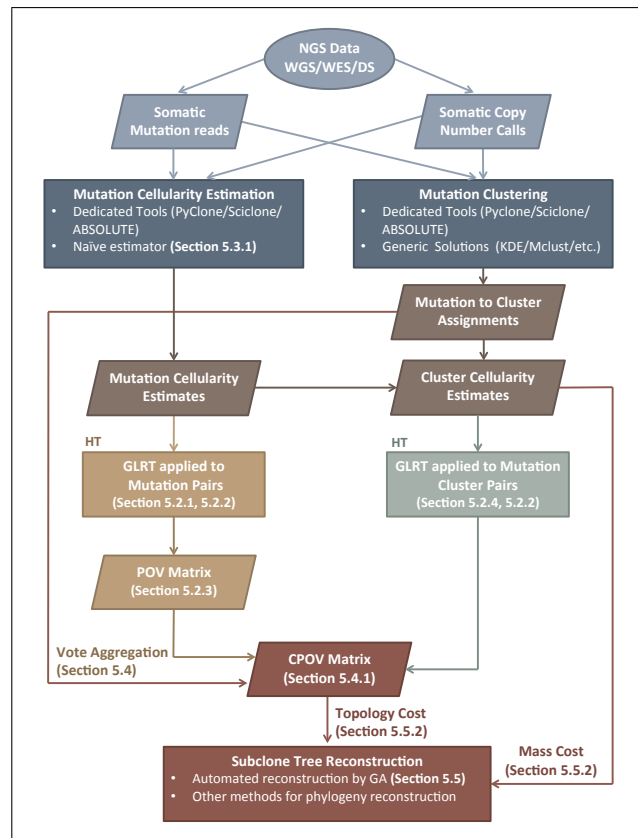 NGS Data
WGS/WES/DS
Somatic
Mutation reads
Somatic Copy
Number Calls
Mutation Cellularity Estimation
• Dedicated Tools (PyClone/Sciclone/
ABSOLUTE)
• Naïve estimator (Section 5.3.1)
Mutation Clustering
• Dedicated Tools (Pyclone/Sciclone/
ABSOLUTE)
• Generic Solutions (KDE/Mclust/etc.)
Mutation to Cluster
Assignments
Mutation Cellularity
Estimates
Cluster Cellularity
Estimates
HT
GLRT applied to
Mutation Pairs
(Section 5.2.1, 5.2.2)
HT
GLRT applied to Mutation
Cluster Pairs
(Section 5.2.4, 5.2.2)
POV Matrix
(Section 5.2.3)
Vote Aggregation
(Section 5.4)
CPOV Matrix
(Section 5.4.1)
Topology Cost
(Section 5.5.2)
Mass Cost
(Section 5.5.2)
Subclone Tree Reconstruction
• Automated reconstruction by GA (Section 5.5)
• Other methods for phylogeny reconstruction